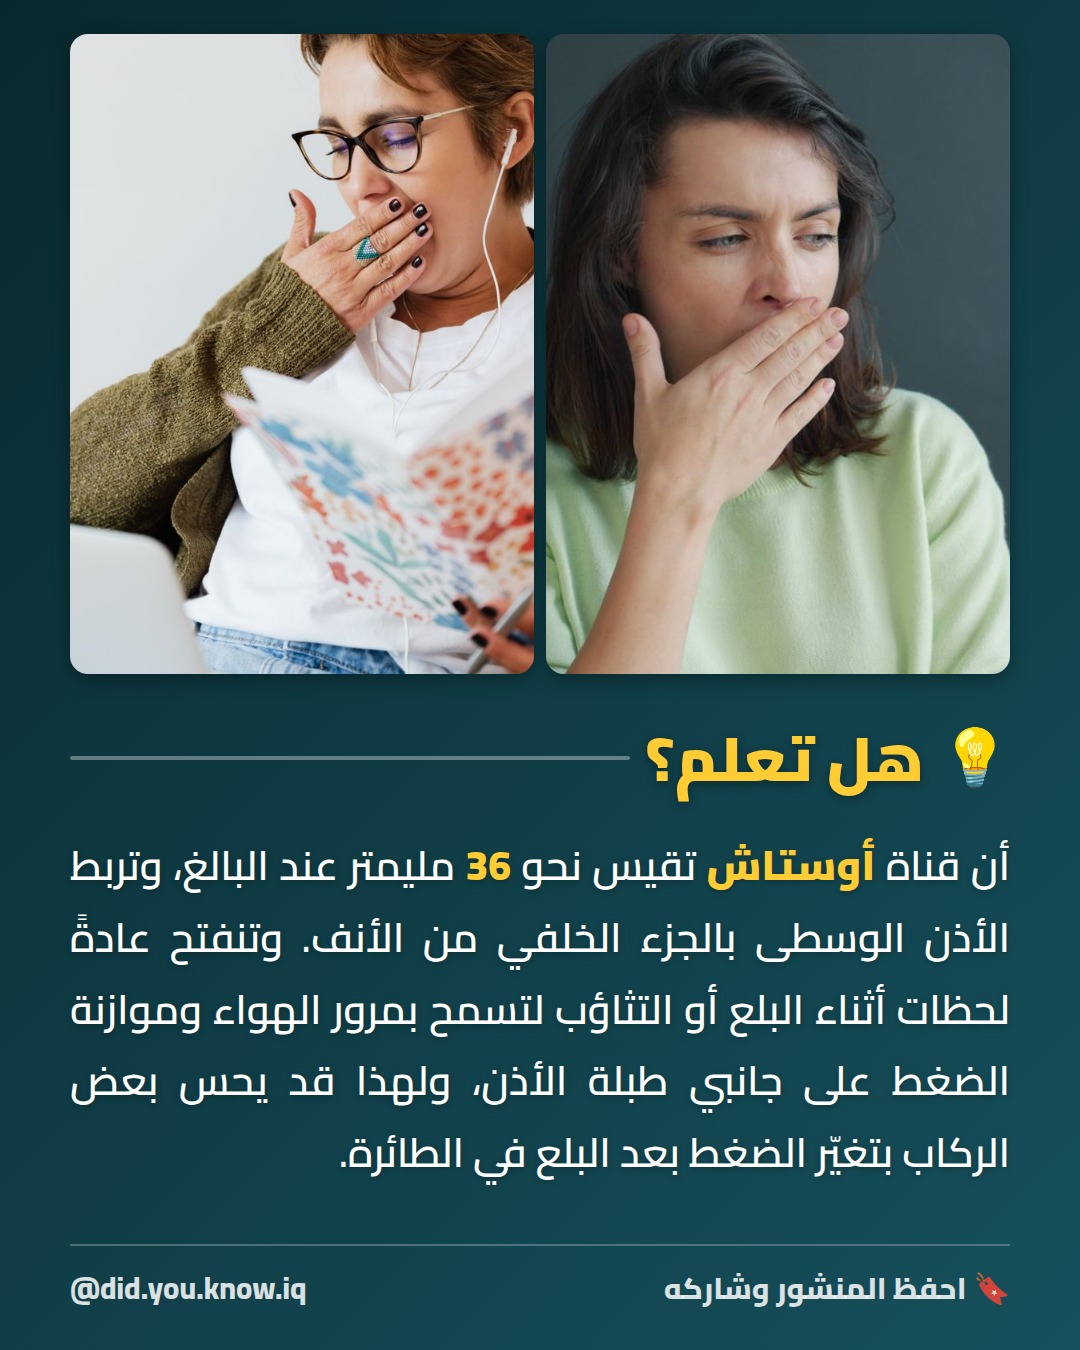 هل تعلم؟
أن قناة أوستاش تقيس نحو 36 مليمتر عند البالغ، وتربط
الأذن الوسطى بالجزء الخلفي من الأنف. وتنفتح عادةً
لحظات أثناء البلع أو التثاؤب لتسمح بمرور الهواء وموازنة
الضغط على جانبي طبلة الأذن، ولهذا قد يحس بعض
الركاب بتغيّر الضغط بعد البلع في الطائرة.
احفظ المنشور وشاركه
@did.you.know.iq